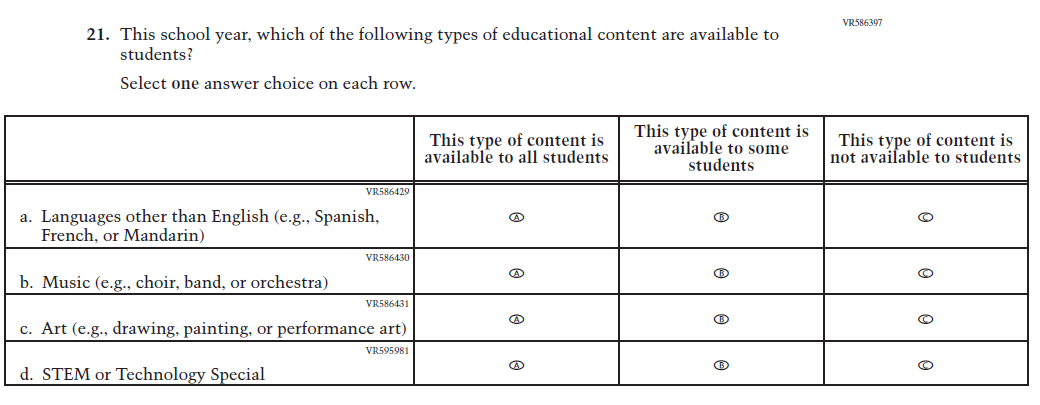 VR586397
21. This school year, which of the following types of educational content are available to
students?
Select one answer choice on each row.
This type of content is
available to all students
This type of content is
available to some
students
This type of content is
not available to students
VR586429
a. Languages other than English (e.g., Spanish,
French, or Mandarin)
A B C
VR586430
b. Music (e.g., choir, band, or orchestra)
A B C
VR586431
c. Art (e.g., drawing, painting, or performance art)
A B C
VR595981
d. STEM or Technology Special
A B C